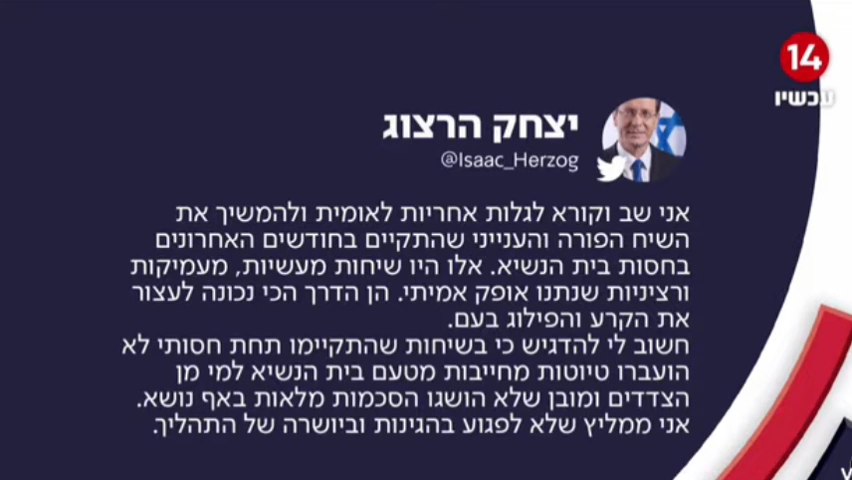 14
עכשיו
יצחק הרצוג
@Isaac_Herzog
אני שב וקורא לגלות אחריות לאומית ולהמשיך את
השיח הפורה והענייני שהתקיים בחודשים האחרונים
בחסות בית הנשיא. אלו היו שיחות מעשיות, מעמיקות
ורציניות שנתנו אופק אמיתי. הן הדרך הכי נכונה לעצור
את הקרע והפילוג בעם.
חשוב לי להדגיש כי בשיחות שהתקיימו תחת חסותי לא
הועברו טיוטות מחייבות מטעם בית הנשיא למי מן
הצדדים ומובן שלא הושגו הסכמות מלאות באף נושא.
אני ממליץ שלא לפגוע בהגינות וביושרה של התהליך.